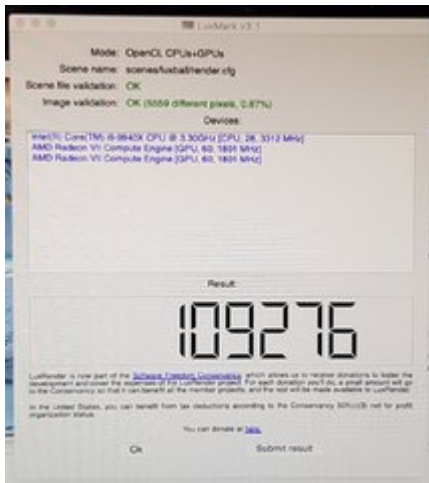 LuxMark v3.1
Mode: OpenCL CPUs+GPUs
Scene name: scenes/luxball/render.cfg
Scene file validation: OK
Image validation: OK (5559 different pixels, 0.87%)
Devices:
Intel(R) Core(TM) i9-9940X CPU @ 3.30GHz [CPU, 28, 3312 MHz]
AMD Radeon VII Compute Engine [GPU, 60, 1801 MHz]
AMD Radeon VII Compute Engine [GPU, 60, 1801 MHz]
Result
109276
LuxRender is now part of the Software Freedom Conservancy, which allows us to receive donations to foster the
development and cover the expenses of the LuxRender project. For each donation you'll do, a small amount will go
to the Conservancy so that it can benefit all the member projects, and the rest will be made available to LuxRender.
In the United States, you can benefit from tax deductions according to the Conservancy 501(c)(3) not for profit
organization status.
You can donate at here.
Ok
Submit result